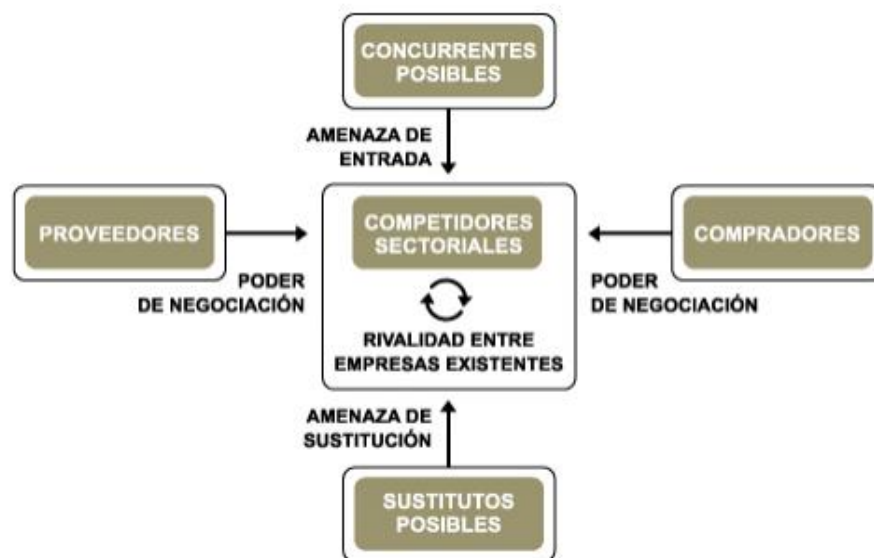 CONCURRENTES
POSIBLES
AMENAZA DE
ENTRADA
PROVEEDORES
PODER
DE NEGOCIACIÓN
COMPETIDORES
SECTORIALES
RIVALIDAD ENTRE
EMPRESAS EXISTENTES
COMPRADORES
PODER
DE NEGOCIACIÓN
AMENAZA DE
SUSTITUCIÓN
SUSTITUTOS
POSIBLES